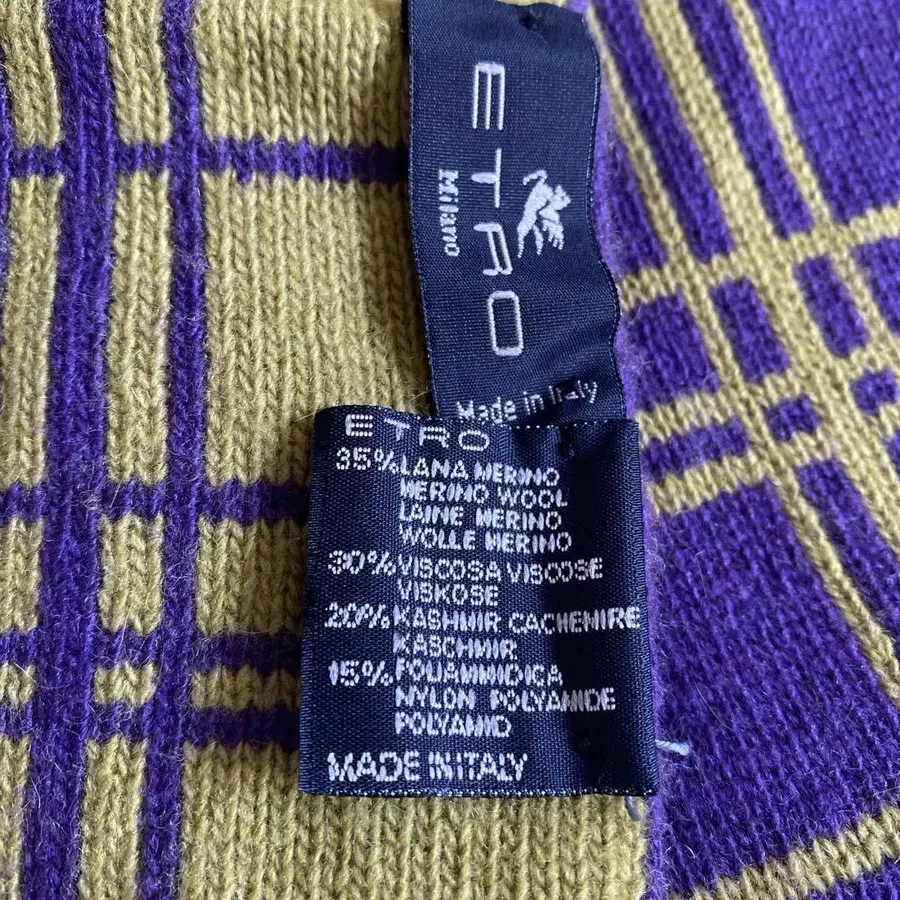 ETRO
Milano
Made in Italy
ETRO
35% LANA MERINO
MERINO WOOL
LAINE MERINO
WOLLE MERINO
30% VISCOSA VISCOSE
VISKOSE
20% KASHMIR CACHEMIRE
KASCHMIR
15% POLIAMMIDICA
NYLON POLYAMIDE
POLYAMID
MADE IN ITALY